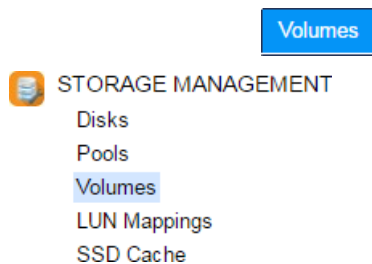 Volumes
STORAGE MANAGEMENT
Disks
Pools
Volumes
LUN Mappings
SSD Cache